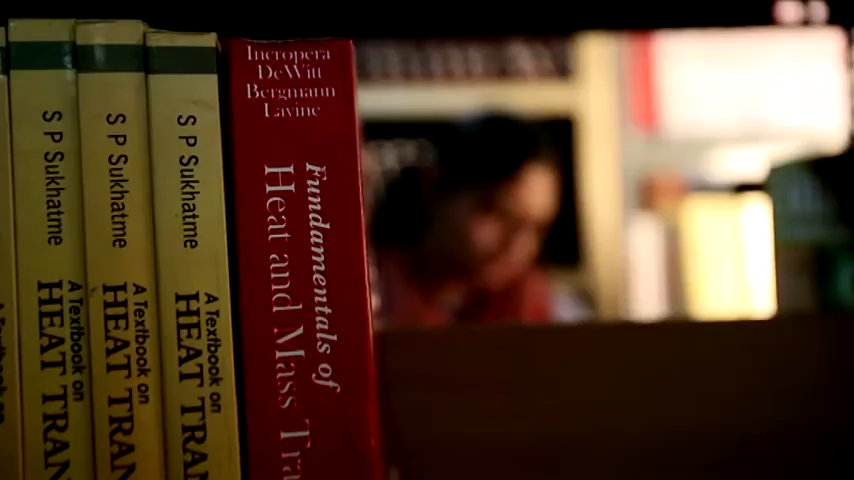 S P Sukhatme
A Textbook on
HEAT TRAN
S P Sukhatme
A Textbook on
HEAT TRAN
S P Sukhatme
A Textbook on
HEAT TRAN
Incropera
DeWitt
Bergmann
Lavine
Fundamentals of
Heat and Mass Tra